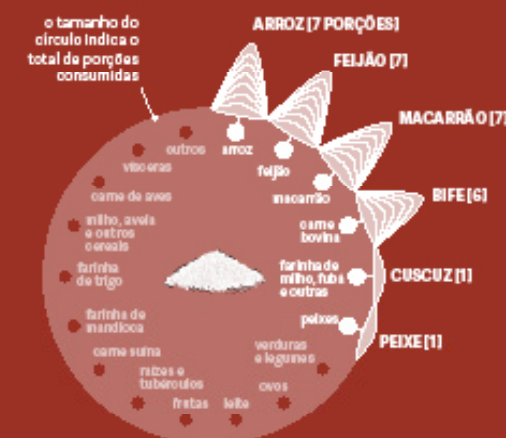 o tamanho do
círculo indica o
total de porções
consumidas
ARROZ [7 PORÇÕES]
FEIJÃO [7]
MACARRÃO [7]
BIFE [6]
CUSCUZ [1]
PEIXE [1]
outros
arroz
vísceras
feijão
carne de aves
macarrão
milho, aveia
e outros
cereais
carne
bovina
farinha
de trigo
farinha de
milho, fubá
e outras
farinha de
mandioca
peixes
carne suína
verduras
e legumes
raízes e
tubérculos
ovos
frutas
leite